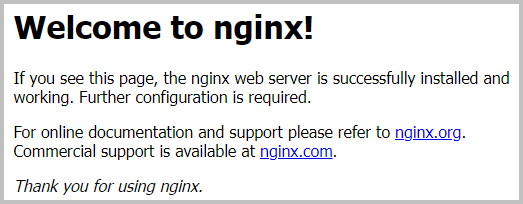 Welcome to nginx!
If you see this page, the nginx web server is successfully installed and
working. Further configuration is required.
For online documentation and support please refer to nginx.org.
Commercial support is available at nginx.com.
Thank you for using nginx.